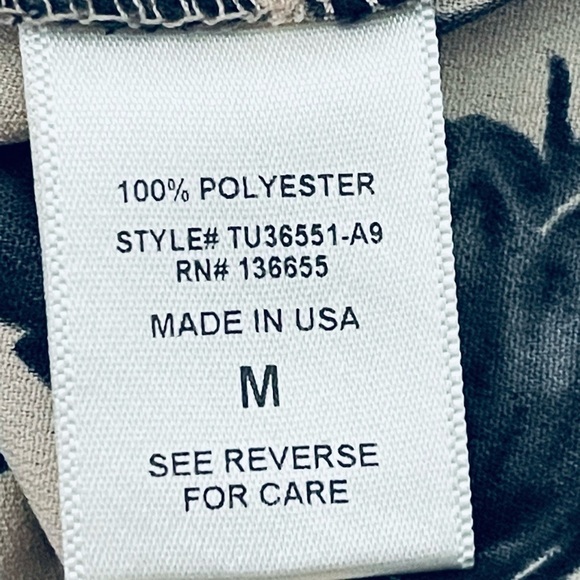 100% POLYESTER
STYLE# TU36551-A9
RN# 136655
MADE IN USA
M
SEE REVERSE
FOR CARE